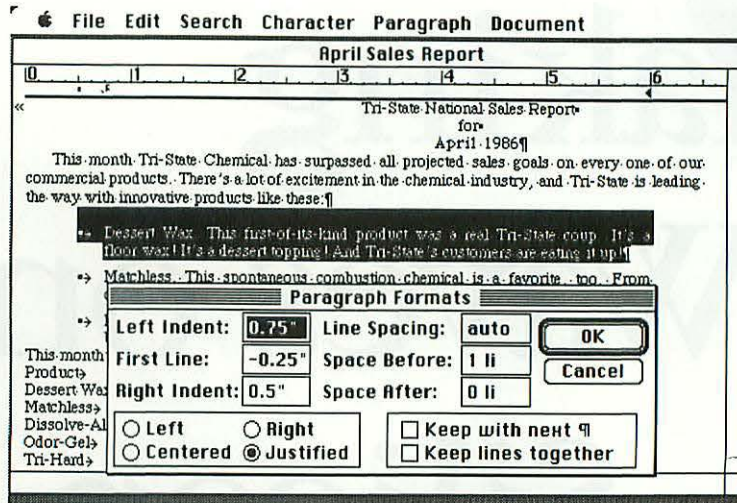 File Edit Search Character Paragraph Document
April Sales Report
0 1 2 3 4 5 6
Tri-State National Sales Report
for
April 1986¶
This month Tri-State Chemical has surpassed all projected sales goals on every one of our
commercial products. There's a lot of excitement in the chemical industry, and Tri-State is leading
the way with innovative products like these:¶
Dessert Wax. This first-of-its-kind product was a real Tri-State coup. It's a
floor wax! It's a dessert topping! And Tri-State's customers are eating it up!¶
Matchless. This spontaneous combustion chemical is a favorite, too. From
Paragraph Formats
Left Indent: 0.75" Line Spacing: auto OK
First Line: -0.25" Space Before: 1 li Cancel
Right Indent: 0.5" Space After: 0 li
Left Right Keep with next ¶
Centered Justified Keep lines together
This month
Product
Dessert Wax
Matchless
Dissolve-Al
Odor-Gel
Tri-Hard